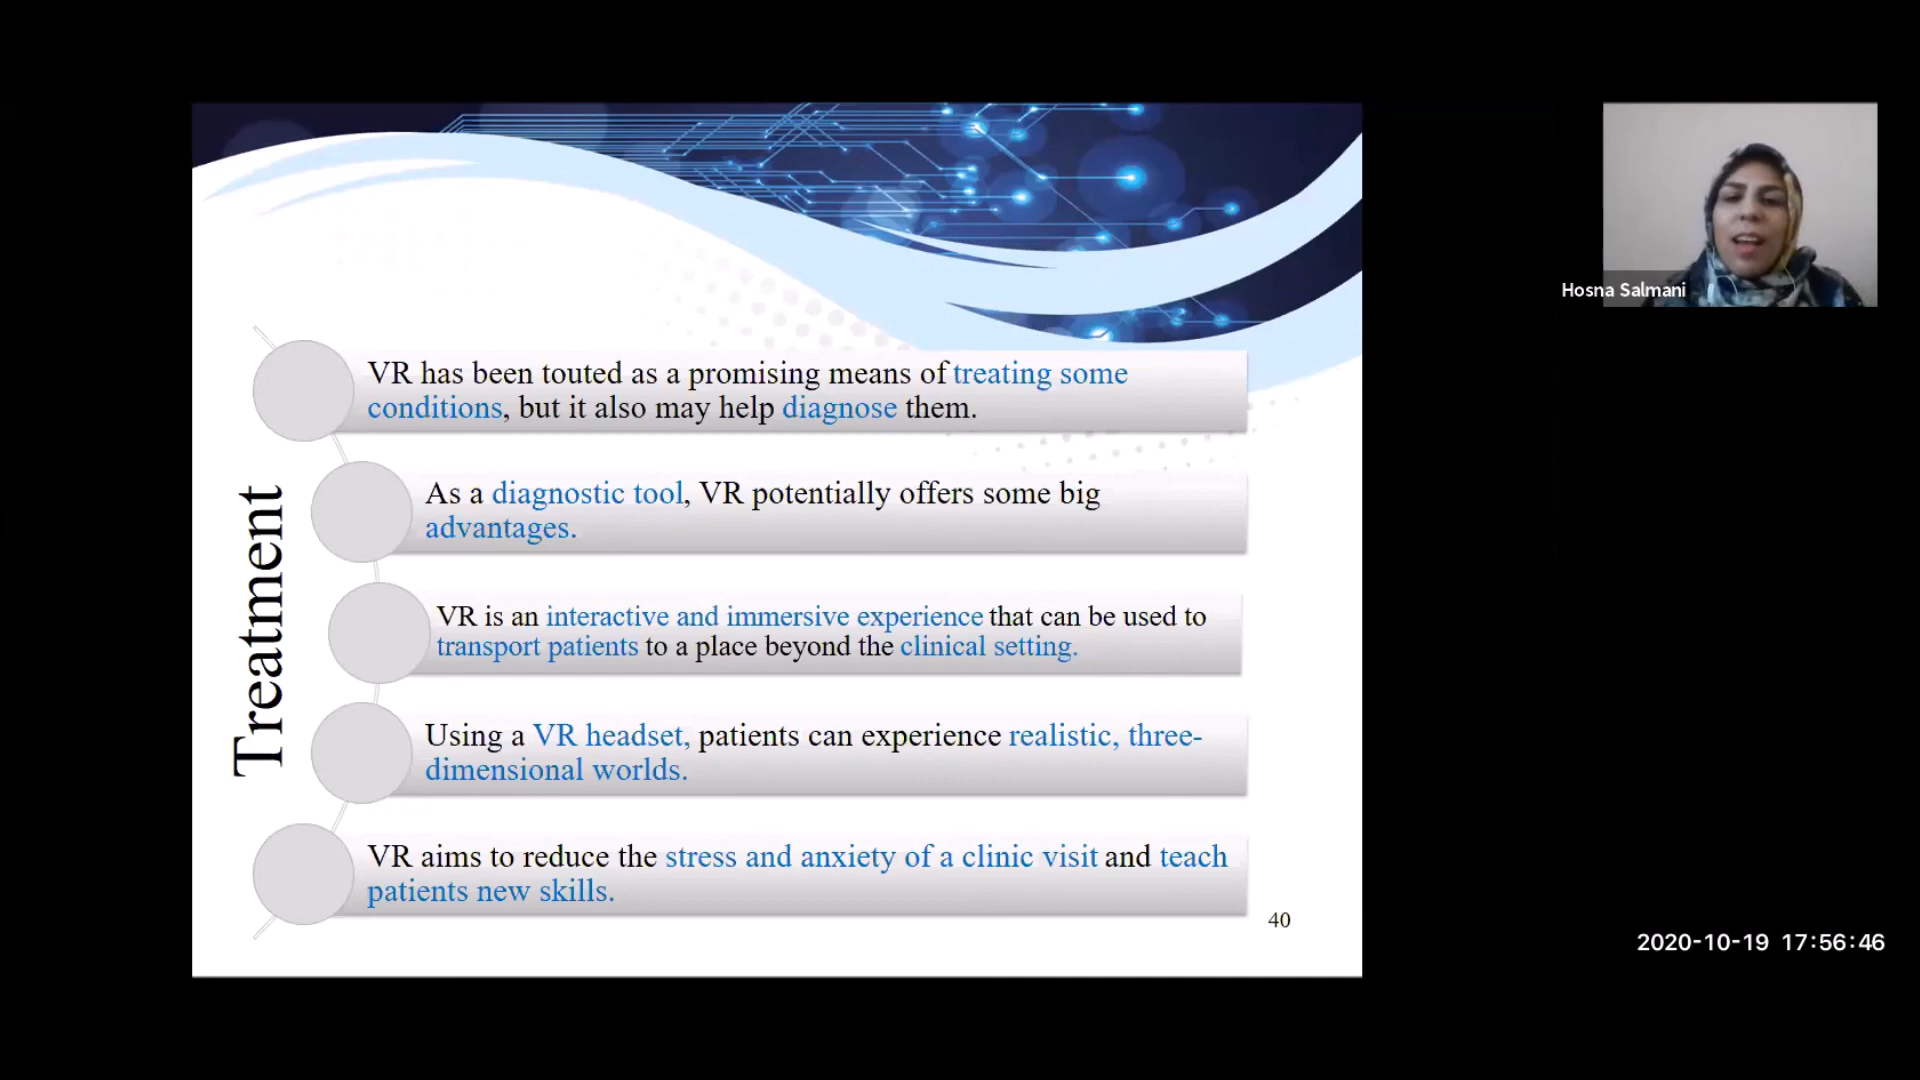 Treatment
VR has been touted as a promising means of treating some
conditions, but it also may help diagnose them.
As a diagnostic tool, VR potentially offers some big
advantages.
VR is an interactive and immersive experience that can be used to
transport patients to a place beyond the clinical setting.
Using a VR headset, patients can experience realistic, three-
dimensional worlds.
VR aims to reduce the stress and anxiety of a clinic visit and teach
patients new skills.
40
Hosna Salmani
2020-10-19 17:56:46